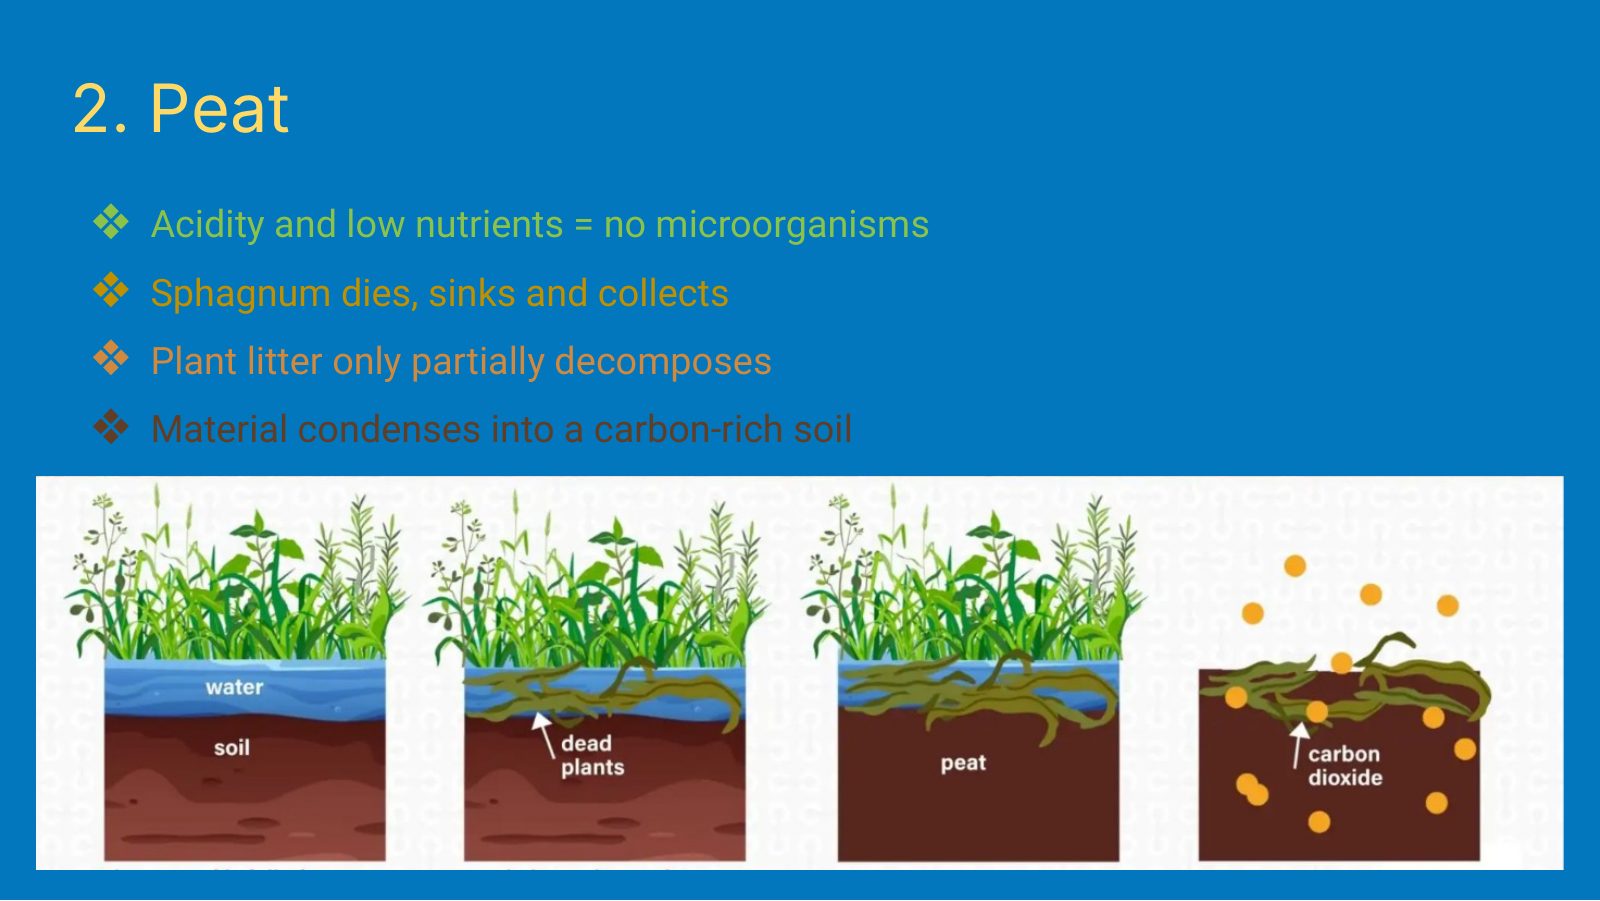 2. Peat
❖ Acidity and low nutrients = no microorganisms
❖ Sphagnum dies, sinks and collects
❖ Plant litter only partially decomposes
❖ Material condenses into a carbon-rich soil
water
soil
dead
plants
peat
carbon
dioxide